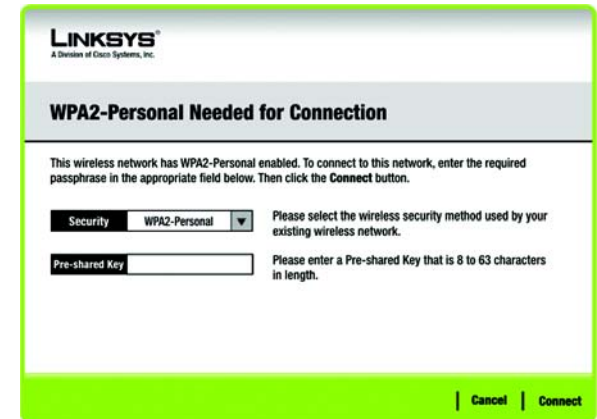 LINKSYS®
A Division of Cisco Systems, Inc.
WPA2-Personal Needed for Connection
This wireless network has WPA2-Personal enabled. To connect to this network, enter the required
passphrase in the appropriate field below. Then click the Connect button.
Security WPA2-Personal Please select the wireless security method used by your
existing wireless network.
Pre-shared Key Please enter a Pre-shared Key that is 8 to 63 characters
in length.
Cancel Connect